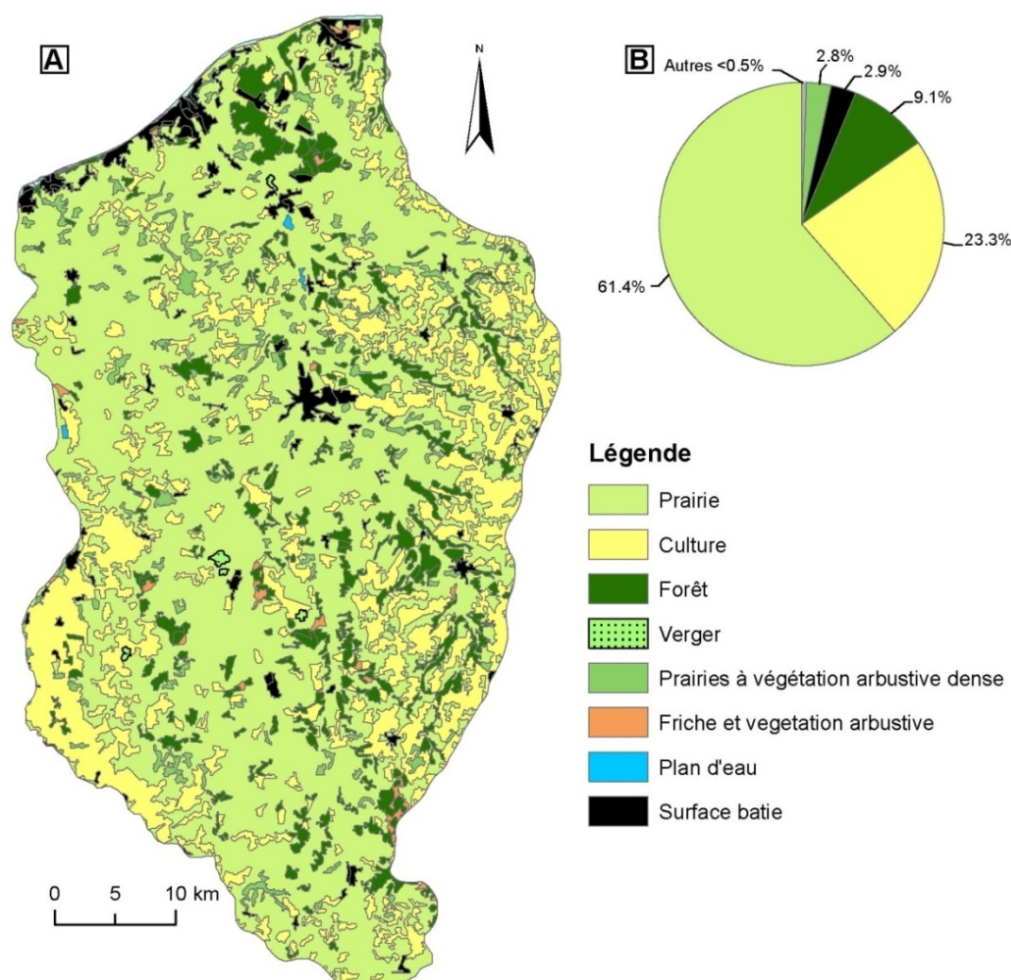 A
N
B
Autres <0.5%
2.8%
2.9%
9.1%
23.3%
61.4%
Légende
Prairie
Culture
Forêt
Verger
Prairies à végétation arbustive dense
Friche et vegetation arbustive
Plan d'eau
Surface batie
0 5 10 km